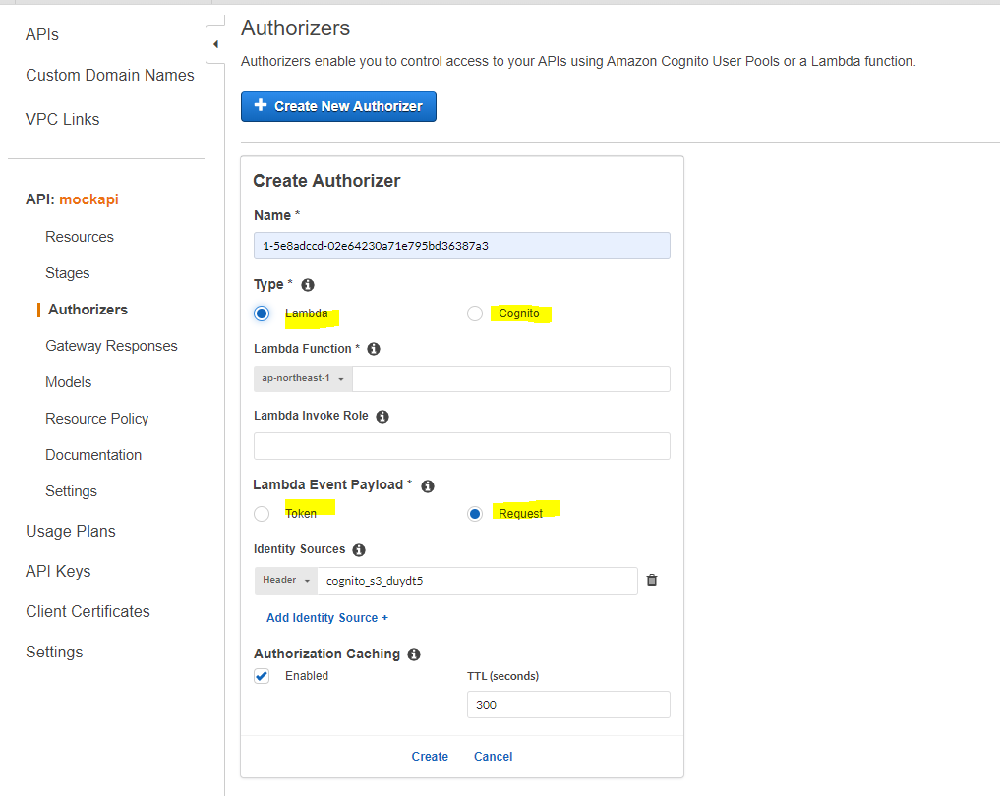 Authorizers
Authorizers enable you to control access to your APIs using Amazon Cognito User Pools or a Lambda function.
+ Create New Authorizer
APIs
Custom Domain Names
VPC Links
API: mockapi
Resources
Stages
Authorizers
Gateway Responses
Models
Resource Policy
Documentation
Settings
Usage Plans
API Keys
Client Certificates
Settings
Create Authorizer
Name *
1-5e8adccd-02e64230a71e795bd36387a3
Type *
Lambda Cognito
Lambda Function *
ap-northeast-1
Lambda Invoke Role
Lambda Event Payload *
Token Request
Identity Sources
Header cognito_s3_duydt5
Add Identity Source +
Authorization Caching
Enabled TTL (seconds)
300
Create Cancel